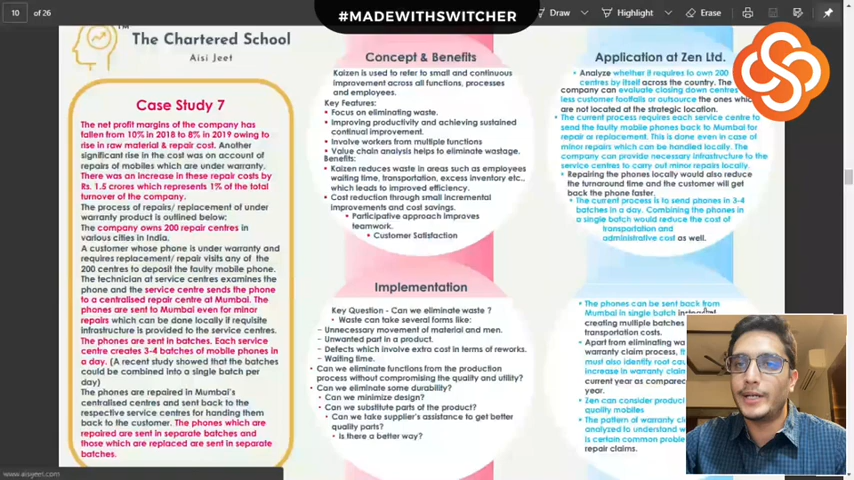 10 of 26
#MADEWITHSWITCHER
Draw
Highlight
Erase
TM
The Chartered School
Aisi Jeet
Case Study 7
The net profit margins of the company has
fallen from 10% in 2018 to 8% in 2019 owing to
rise in raw material & repair cost. Another
significant rise in the cost was on account of
repairs of mobiles which are under warranty.
There was an increase in these repair costs by
Rs. 1.5 crores which represents 1% of the total
turnover of the company.
The process of repairs/ replacement of under
warranty product is outlined below:
The company owns 200 repair centres in
various cities in India.
A customer whose phone is under warranty and
requires replacement/ repair visits any of the
200 centres to deposit the faulty mobile phone.
The technician at service centres examines the
phone and the service centre sends the phone
to a centralised repair centre at Mumbai. The
phones are sent to Mumbai even for minor
repairs which can be done locally if requisite
infrastructure is provided to the service centres.
The phones are sent in batches. Each service
centre creates 3-4 batches of mobile phones in
a day. (A recent study showed that the batches
could be combined into a single batch per
day)
The phones are repaired in Mumbai's
centralised centres and sent back to the
respective service centres for handing them
back to the customer. The phones which are
repaired are sent in separate batches and
those which are replaced are sent in separate
batches.
Concept & Benefits
Kaizen is used to refer to small and continuous
improvement across all functions, processes
and employees.
Key Features:
• Focus on eliminating waste.
• Improving productivity and achieving sustained
continual improvement.
• Involve workers from multiple functions
• Value chain analysis helps to eliminate wastage.
Benefits:
• Kaizen reduces waste in areas such as employees
waiting time, transportation, excess inventory etc.,
which leads to improved efficiency.
• Cost reduction through small incremental
improvements and cost savings.
• Participative approach improves
teamwork.
• Customer Satisfaction
Application at Zen Ltd.
• Analyze whether it requires to own 200
centres by itself across the country. The
company can evaluate closing down centres
less customer footfalls or outsource the ones which
are not located at the strategic location.
• The current process requires each service centre to
send the faulty mobile phones back to Mumbai for
repair or replacement. This is done even in case of
minor repairs which can be handled locally. The
company can provide necessary infrastructure to the
service centres to carry out minor repairs locally.
• Repairing the phones locally would also reduce
the turnaround time and the customer will get
back the phone faster.
• The current process is to send phones in 3-4
batches in a day. Combining the phones in
a single batch would reduce the cost of
transportation and
administrative cost as well.
Implementation
Key Question - Can we eliminate waste ?
• Waste can take several forms like:
– Unnecessary movement of material and men.
– Unwanted part in a product.
– Defects which involve extra cost in terms of reworks.
– Waiting time.
• Can we eliminate functions from the production
process without compromising the quality and utility?
• Can we eliminate some durability?
• Can we minimize design?
• Can we substitute parts of the product?
• Can we take supplier's assistance to get better
quality parts?
• Is there a better way?
• The phones can be sent back from
Mumbai in single batch instead
creating multiple batches
transportation costs.
• Apart from eliminating wa
warranty claim process, it
must also identify root cau
increase in warranty claim
current year as compare
year.
• Zen can consider product
quality mobiles
• The pattern of warranty cla
analyzed to understand w
is certain common proble
repair claims.
www.aisijeet.com